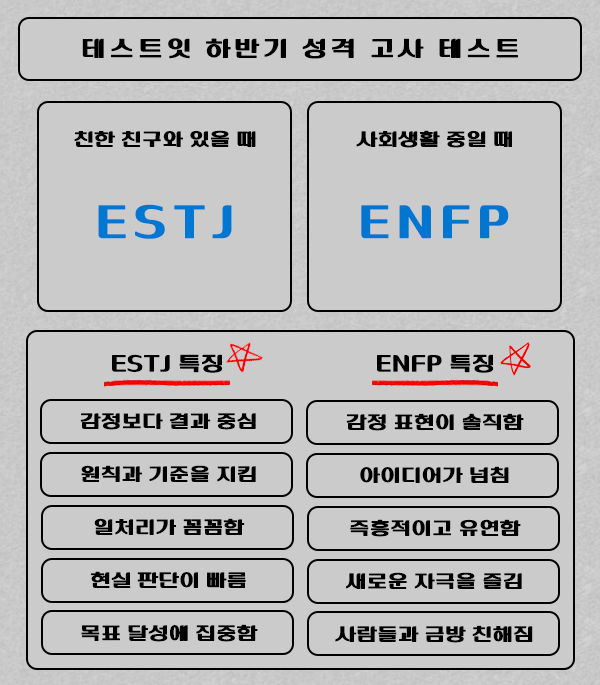 테스트잇 하반기 성격 고사 테스트
친한 친구와 있을 때
사회생활 중일 때
ESTJ
ENFP
ESTJ 특징
ENFP 특징
감정보다 결과 중심
감정 표현이 솔직함
원칙과 기준을 지킴
아이디어가 넘침
일처리가 꼼꼼함
즉흥적이고 유연함
현실 판단이 빠름
새로운 자극을 즐김
목표 달성에 집중함
사람들과 금방 친해짐